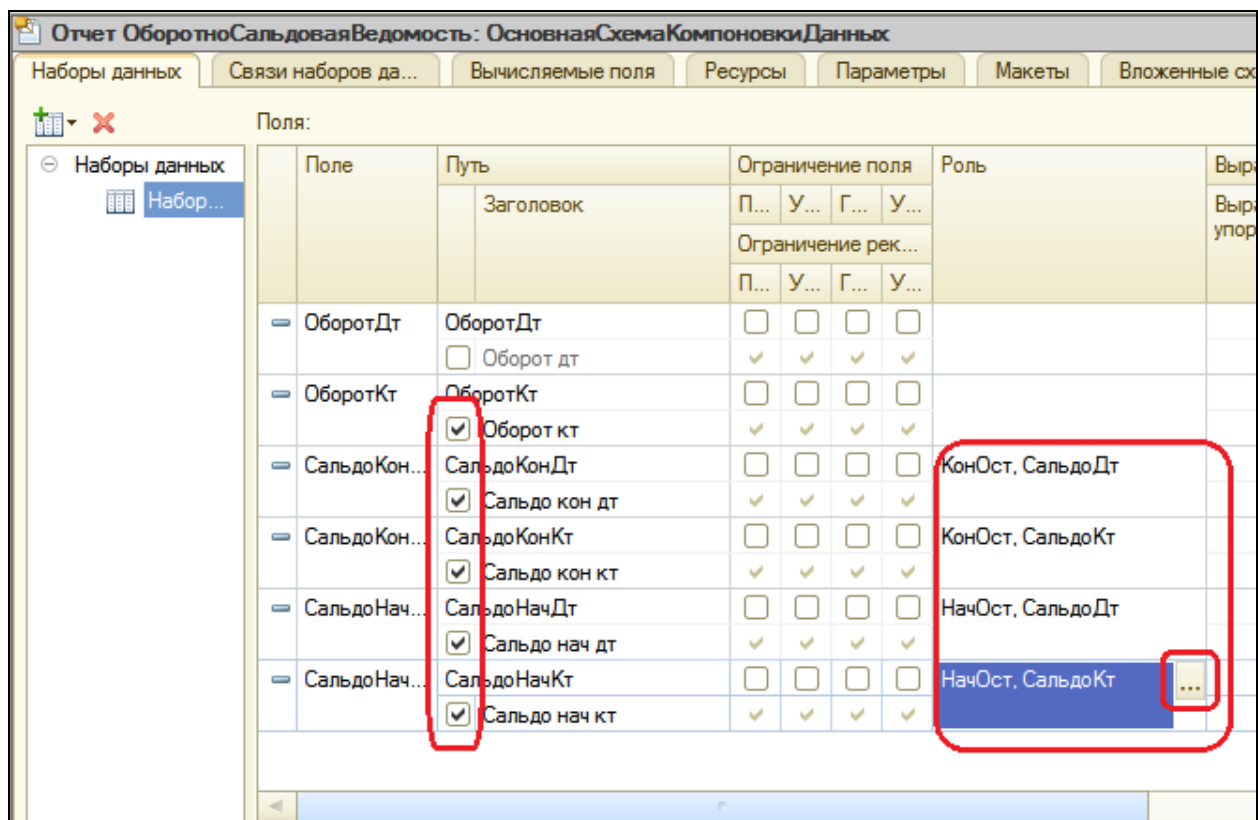 Отчет ОборотноСальдоваяВедомость: ОсновнаяСхемаКомпоновкиДанных
Наборы данных Связи наборов да... Вычисляемые поля Ресурсы Параметры Макеты Вложенные сх
Поля:
Наборы данных
Набор...
Поле Путь Ограничение поля Роль Выра
Заголовок П... У... Г... У... Выра
упор
Ограничение рек...
П... У... Г... У...
ОборотДт ОборотДт
Оборот дт
ОборотКт ОборотКт
Оборот кт
СальдоКон... СальдоКонДт КонОст, СальдоДт
Сальдо кон дт
СальдоКон... СальдоКонКт КонОст, СальдоКт
Сальдо кон кт
СальдоНач... СальдоНачДт НачОст, СальдоДт
Сальдо нач дт
СальдоНач... СальдоНачКт НачОст, СальдоКт ...
Сальдо нач кт